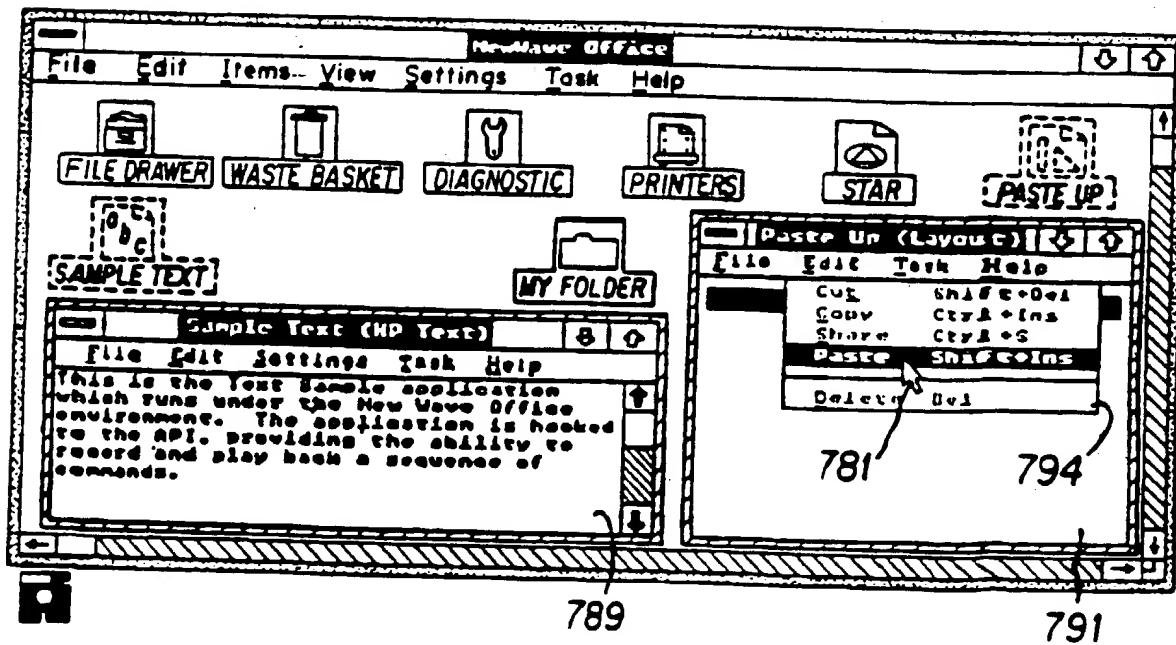 NewWave Office
File Edit Items View Settings Task Help
FILE DRAWER WASTE BASKET DIAGNOSTIC PRINTERS STAR PASTE UP
SAMPLE TEXT MY FOLDER
Paste Up (Layout)
File Edit Task Help
Cut Shift+Del
Copy Ctrl+Ins
Share Ctrl+S
Paste Shift+Ins
Delete Del
Sample Text (HP Text)
File Edit Settings Task Help
This is the Text Sample application
which runs under the New Wave Office
environment. The application is hooked
to the API, providing the ability to
record and play back a sequence of
commands.
781 794
789 791